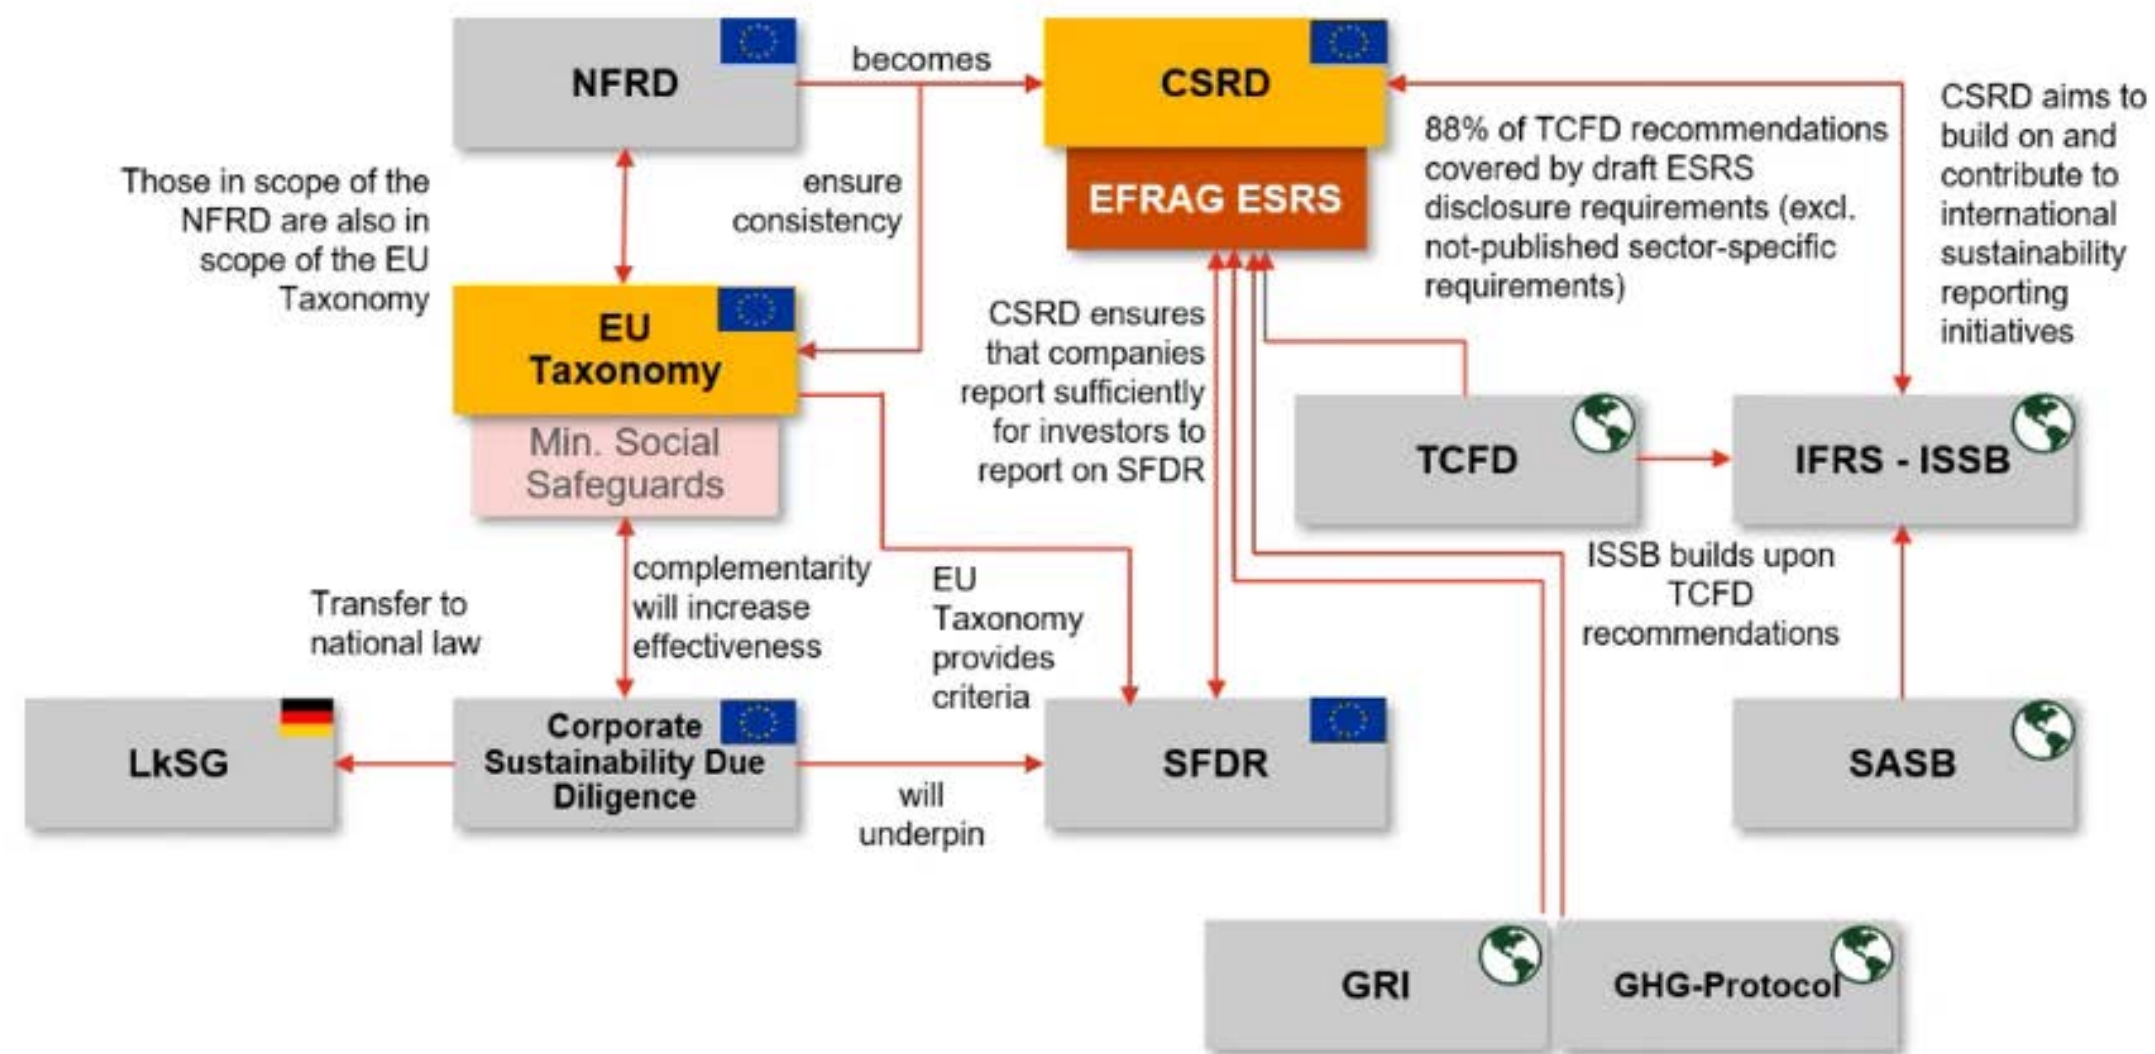 NFRD
becomes
CSRD
EFRAG ESRS
88% of TCFD recommendations
covered by draft ESRS
disclosure requirements (excl.
not-published sector-specific
requirements)
CSRD aims to
build on and
contribute to
international
sustainability
reporting
initiatives
Those in scope of the
NFRD are also in
scope of the EU
Taxonomy
ensure
consistency
EU
Taxonomy
Min. Social
Safeguards
CSRD ensures
that companies
report sufficiently
for investors to
report on SFDR
TCFD
IFRS - ISSB
ISSB builds upon
TCFD
recommendations
Transfer to
national law
complementarity
will increase
effectiveness
EU
Taxonomy
provides
criteria
LkSG
Corporate
Sustainability Due
Diligence
will
underpin
SFDR
SASB
GRI
GHG-Protocol